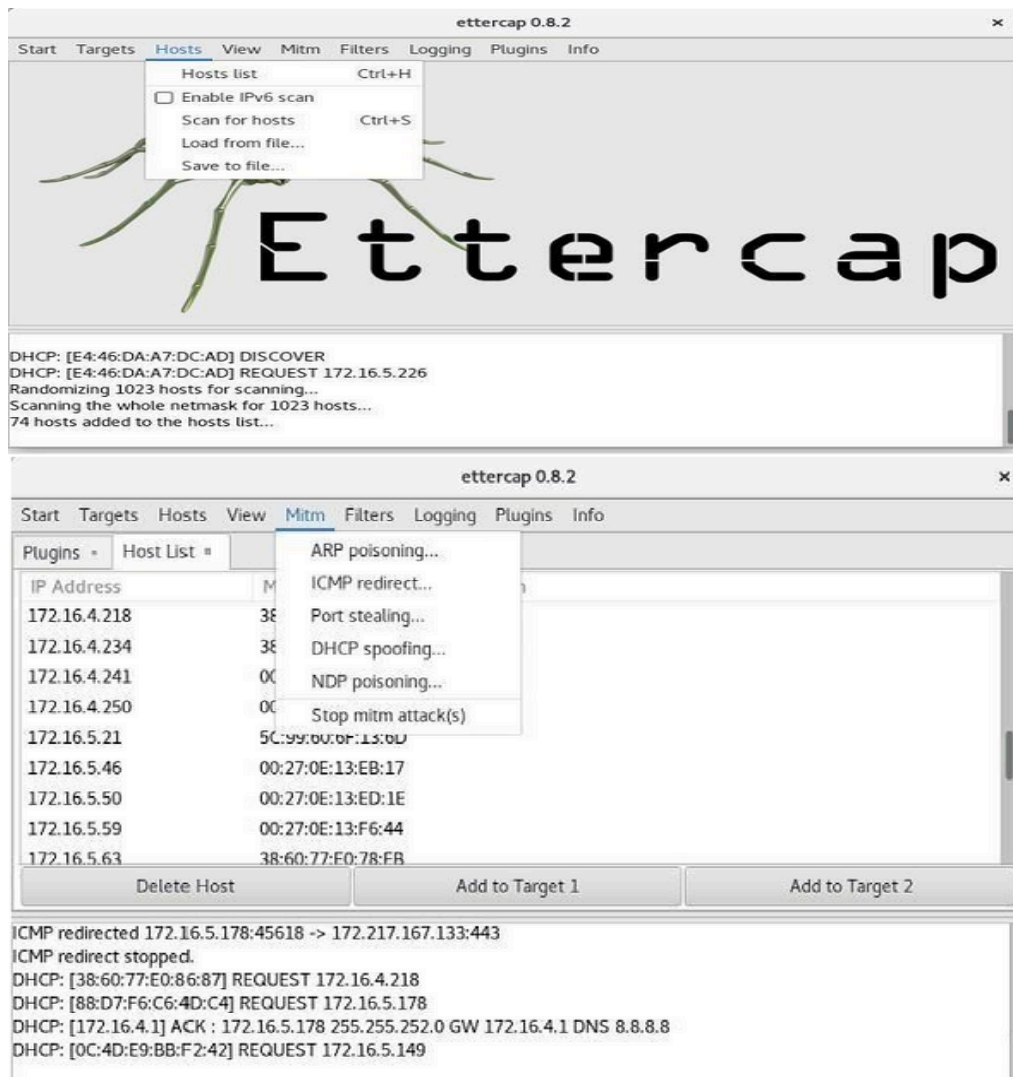 ettercap 0.8.2 ×
Start Targets Hosts View Mitm Filters Logging Plugins Info
Hosts list Ctrl+H
Enable IPv6 scan
Scan for hosts Ctrl+S
Load from file...
Save to file...
Ettercap
DHCP: [E4:46:DA:A7:DC:AD] DISCOVER
DHCP: [E4:46:DA:A7:DC:AD] REQUEST 172.16.5.226
Randomizing 1023 hosts for scanning...
Scanning the whole netmask for 1023 hosts...
74 hosts added to the hosts list...
ettercap 0.8.2 ×
Start Targets Hosts View Mitm Filters Logging Plugins Info
Plugins Host List
ARP poisoning...
ICMP redirect...
Port stealing...
DHCP spoofing...
NDP poisoning...
Stop mitm attack(s)
IP Address M
172.16.4.218 38
172.16.4.234 38
172.16.4.241 00
172.16.4.250 00
172.16.5.21 5C:99:60:6F:13:6D
172.16.5.46 00:27:0E:13:EB:17
172.16.5.50 00:27:0E:13:ED:1E
172.16.5.59 00:27:0E:13:F6:44
172.16.5.63 38:60:77:E0:78:FB
Delete Host Add to Target 1 Add to Target 2
ICMP redirected 172.16.5.178:45618 -> 172.217.167.133:443
ICMP redirect stopped.
DHCP: [38:60:77:E0:86:87] REQUEST 172.16.4.218
DHCP: [88:D7:F6:C6:4D:C4] REQUEST 172.16.5.178
DHCP: [172.16.4.1] ACK : 172.16.5.178 255.255.252.0 GW 172.16.4.1 DNS 8.8.8.8
DHCP: [0C:4D:E9:BB:F2:42] REQUEST 172.16.5.149